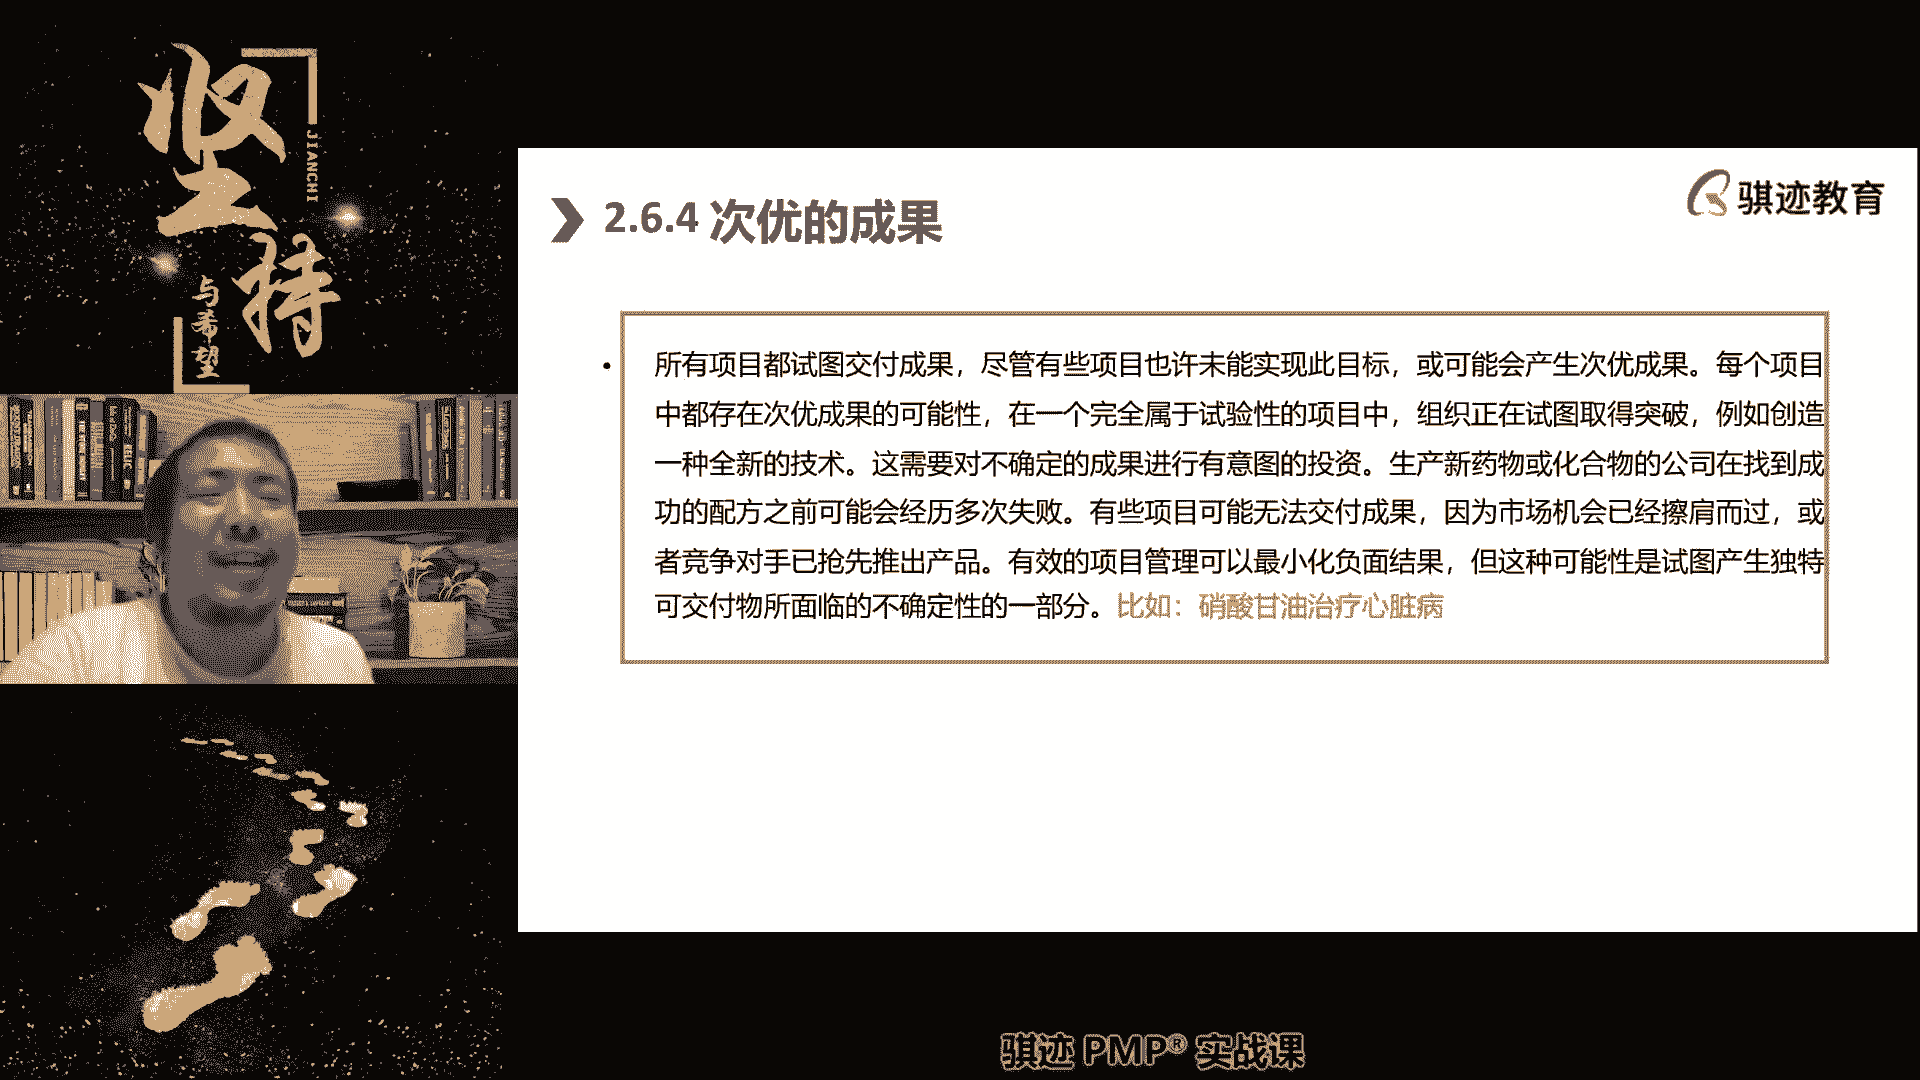 坚持
JIANCHI
与希望
骐迹教育
2.6.4 次优的成果
• 所有项目都试图交付成果，尽管有些项目也许未能实现此目标，或可能会产生次优成果。每个项目
中都存在次优成果的可能性，在一个完全属于试验性的项目中，组织正在试图取得突破，例如创造
一种全新的技术。这需要对不确定的成果进行有意图的投资。生产新药物或化合物的公司在找到成
功的配方之前可能会经历多次失败。有些项目可能无法交付成果，因为市场机会已经擦肩而过，或
者竞争对手已抢先推出产品。有效的项目管理可以最小化负面结果，但这种可能性是试图产生独特
可交付物所面临的不确定性的一部分。比如：硝酸甘油治疗心脏病
骐迹 PMP® 实战课